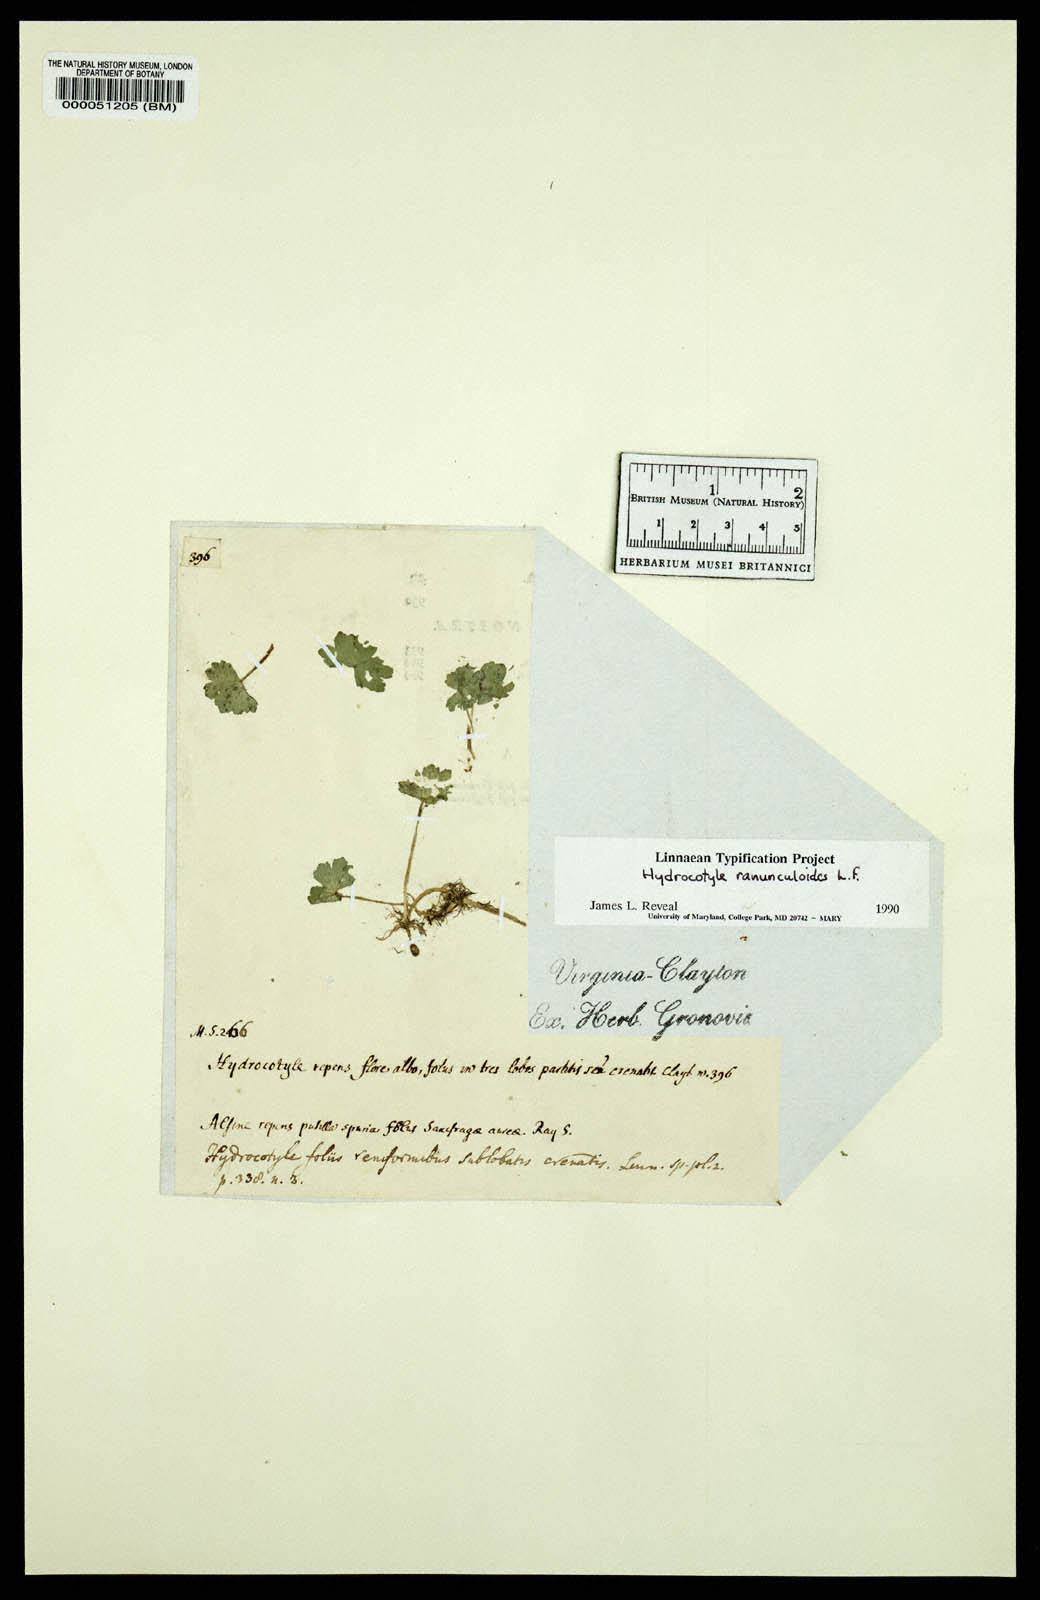 THE NATURAL HISTORY MUSEUM, LONDON
DEPARTMENT OF BOTANY
000051205 (BM)
1 2
BRITISH MUSEUM (NATURAL HISTORY)
1 2 3 4 5
HERBARIUM MUSEI BRITANNICI
396
Linnaean Typification Project
Hydrocotyle ranunculoides L.f.
James L. Reveal 1990
University of Maryland, College Park, MD 20742 – MARY
Virginia-Clayton
Ex. Herb. Gronovii
M.S. 266
Hydrocotyle repens flore albo, foliis in tres lobos partitis crenatis Clayt n. 396
Alsine repens pusilla spuria foliis Saxifragæ aureæ. Ray S.
Hydrocotyle foliis reniformibus sublobatis crenatis. Linn. sp. pl. 2.
p. 338. n. 3.